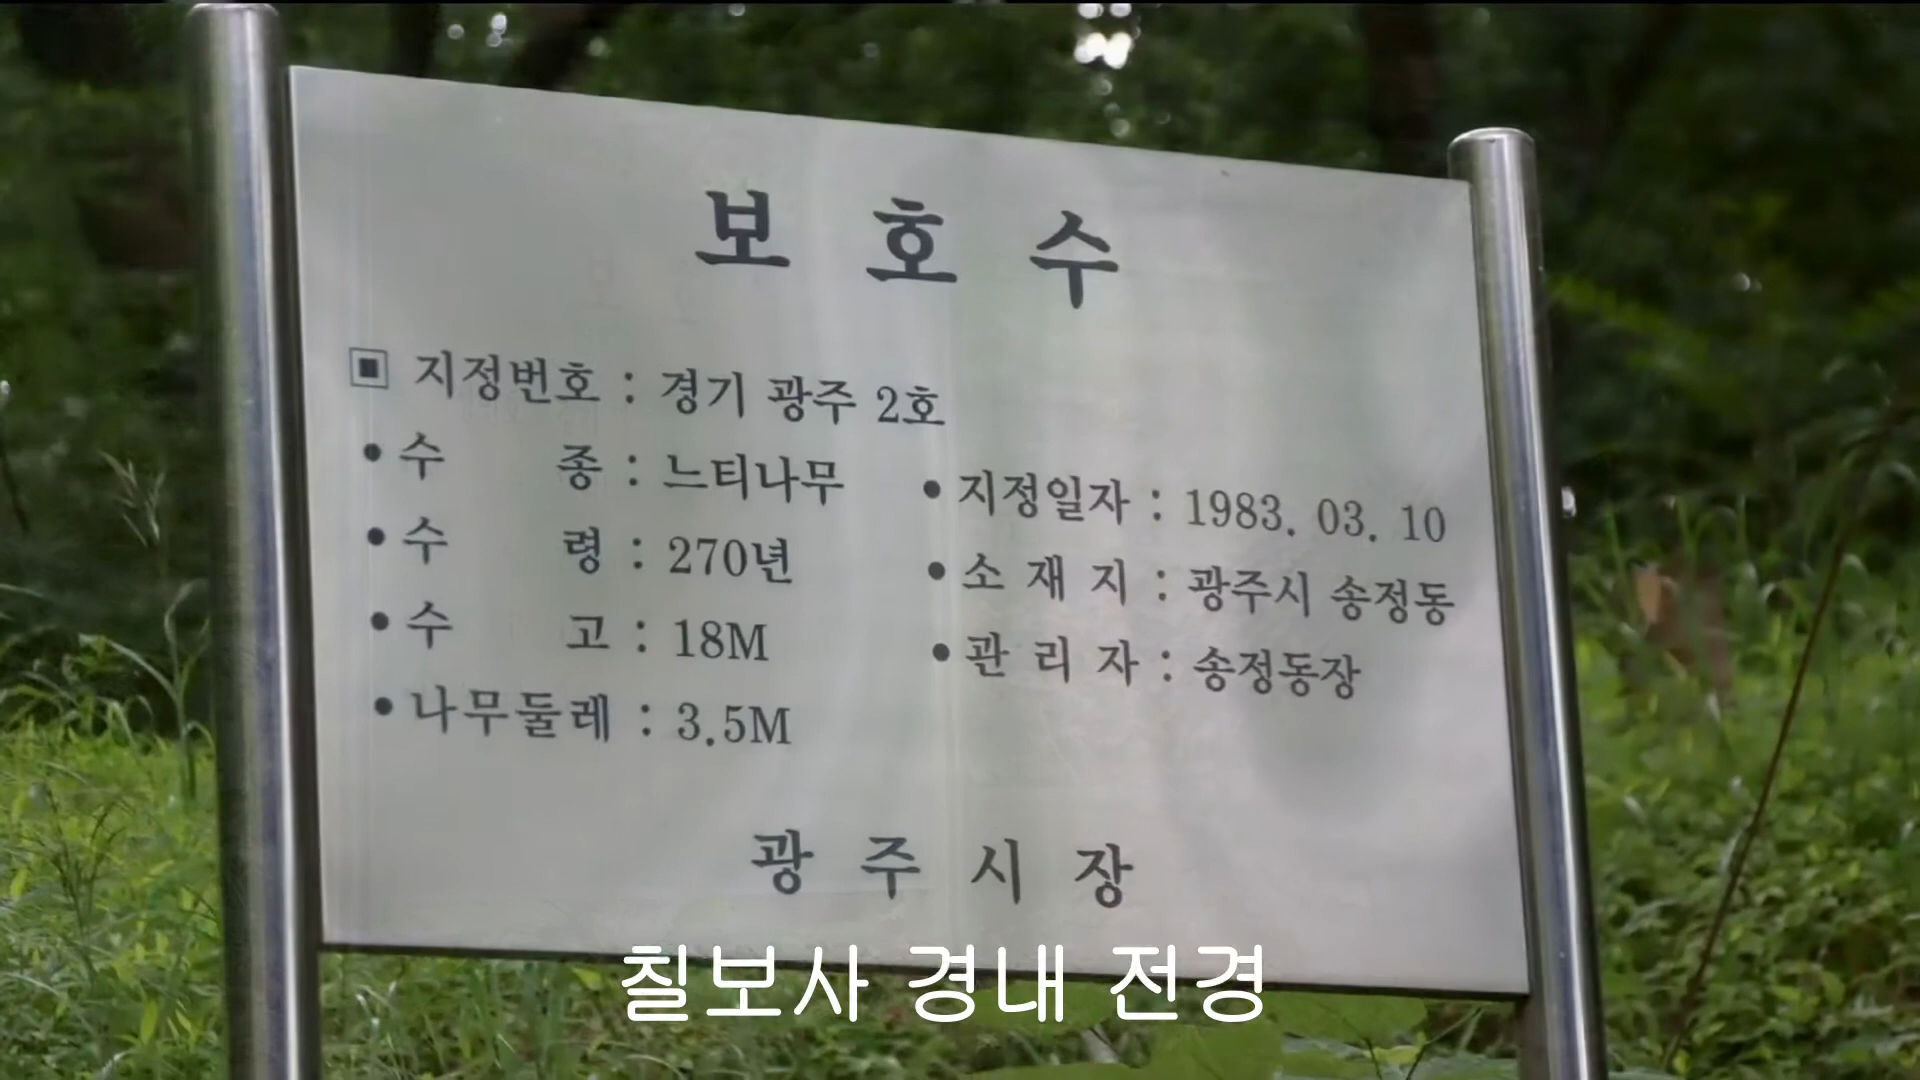 보 호 수
▣ 지정번호 : 경기 광주 2호
• 수 종 : 느티나무
• 수 령 : 270년
• 수 고 : 18M
• 나무둘레 : 3.5M
• 지정일자 : 1983. 03. 10
• 소 재 지 : 광주시 송정동
• 관 리 자 : 송정동장
광 주 시 장
칠보사 경내 전경